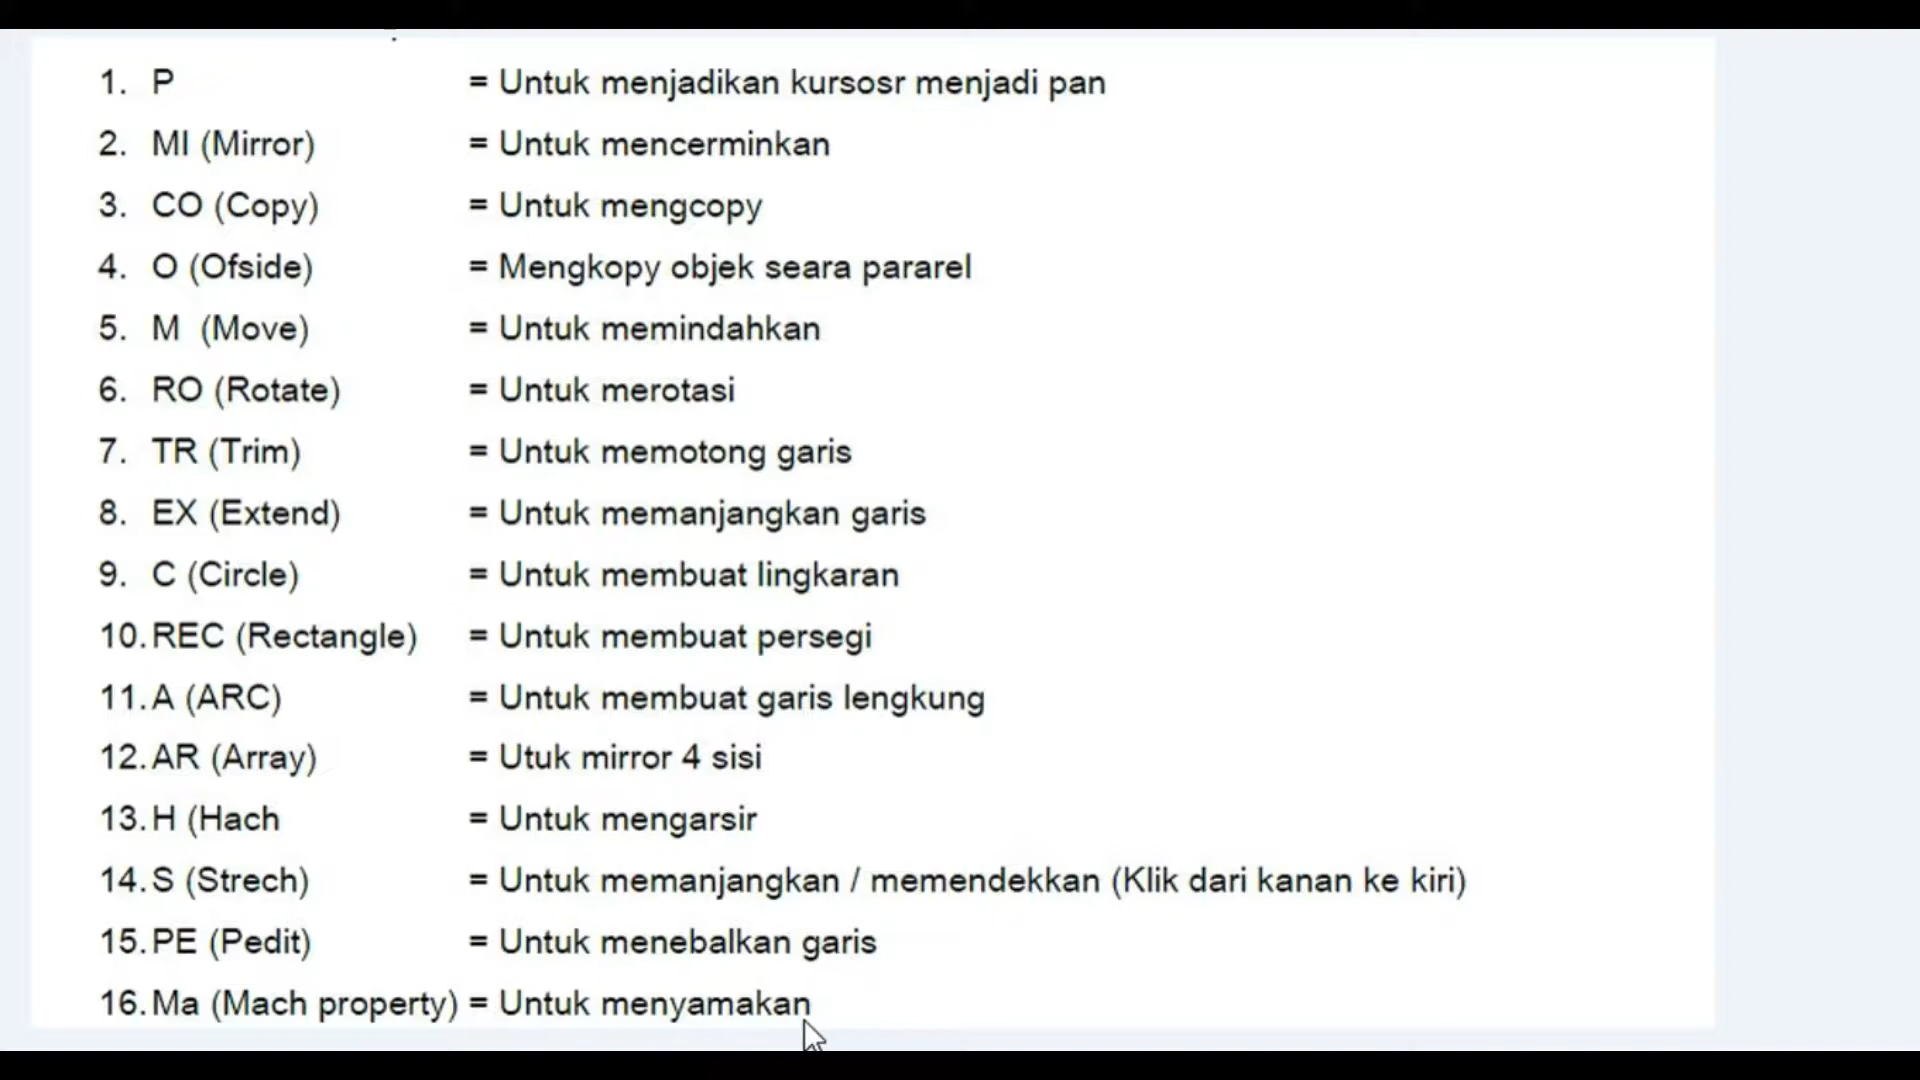 1. P = Untuk menjadikan kursosr menjadi pan
2. MI (Mirror) = Untuk mencerminkan
3. CO (Copy) = Untuk mengcopy
4. O (Ofside) = Mengkopy objek seara pararel
5. M (Move) = Untuk memindahkan
6. RO (Rotate) = Untuk merotasi
7. TR (Trim) = Untuk memotong garis
8. EX (Extend) = Untuk memanjangkan garis
9. C (Circle) = Untuk membuat lingkaran
10. REC (Rectangle) = Untuk membuat persegi
11. A (ARC) = Untuk membuat garis lengkung
12. AR (Array) = Utuk mirror 4 sisi
13. H (Hach = Untuk mengarsir
14. S (Strech) = Untuk memanjangkan / memendekkan (Klik dari kanan ke kiri)
15. PE (Pedit) = Untuk menebalkan garis
16. Ma (Mach property) = Untuk menyamakan